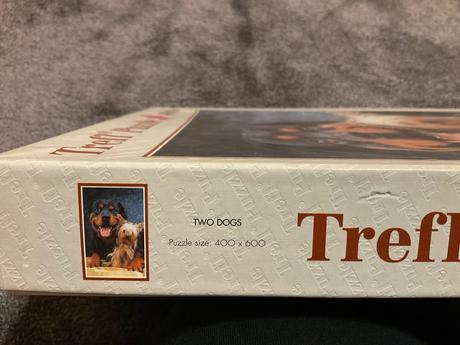 Trefl Puzzle
TWO DOGS
Puzzle size: 400 x 600
Trefl